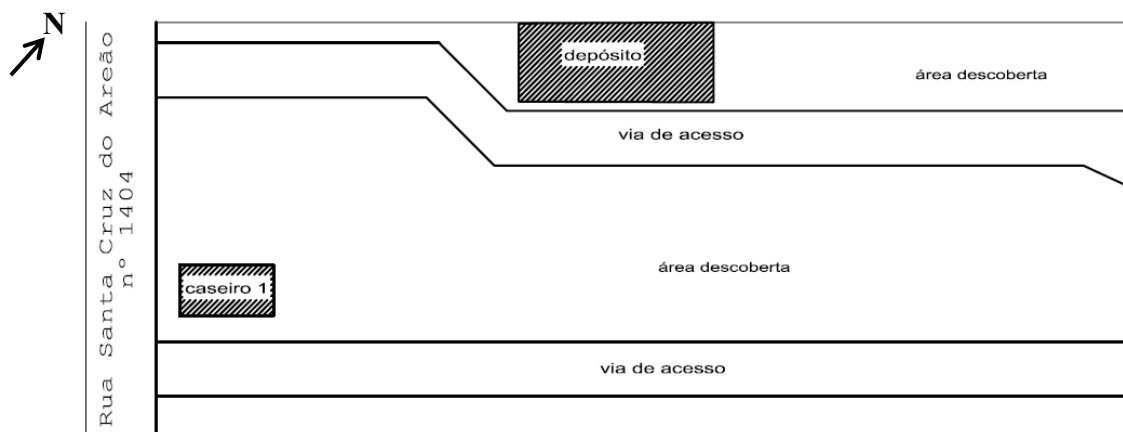 N
Rua Santa Cruz do Areão
nº 1404
depósito
área descoberta
via de acesso
área descoberta
caseiro 1
via de acesso